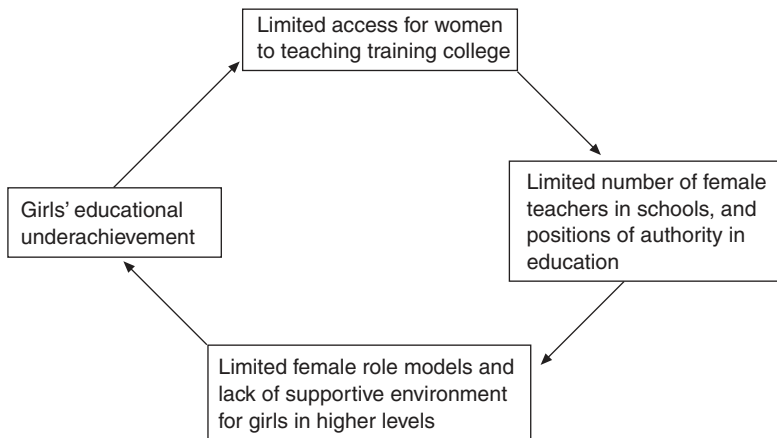 Limited access for women
to teaching training college
Limited number of female
teachers in schools, and
positions of authority in
education
Limited female role models and
lack of supportive environment
for girls in higher levels
Girls’ educational
underachievement